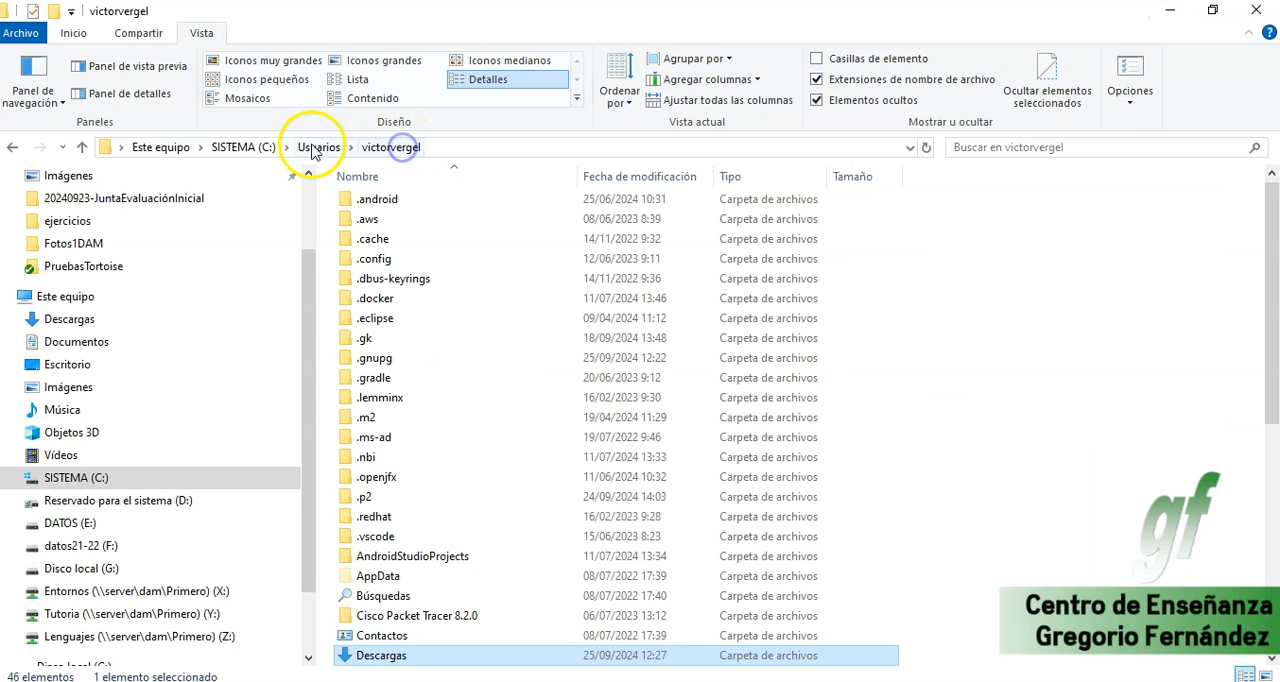 victorvergel
Archivo Inicio Compartir Vista
Panel de navegación
Panel de vista previa
Panel de detalles
Paneles
Iconos muy grandes Iconos grandes Iconos medianos
Iconos pequeños Lista Detalles
Mosaicos Contenido
Diseño
Ordenar por
Agrupar por
Agregar columnas
Ajustar todas las columnas
Vista actual
Casillas de elemento
Extensiones de nombre de archivo
Elementos ocultos
Ocultar elementos seleccionados
Mostrar u ocultar
Opciones
Este equipo › SISTEMA (C:) › Usuarios › victorvergel
Buscar en victorvergel
Imágenes
20240923-JuntaEvaluaciónInicial
ejercicios
Fotos1DAM
PruebasTortoise
Este equipo
Descargas
Documentos
Escritorio
Imágenes
Música
Objetos 3D
Vídeos
SISTEMA (C:)
Reservado para el sistema (D:)
DATOS (E:)
datos21-22 (F:)
Disco local (G:)
Entornos (\\server\dam\Primero) (X:)
Tutoria (\\server\dam\Primero) (Y:)
Lenguajes (\\server\dam\Primero) (Z:)
Nombre Fecha de modificación Tipo Tamaño
.android 25/06/2024 10:31 Carpeta de archivos
.aws 08/06/2023 8:39 Carpeta de archivos
.cache 14/11/2022 9:32 Carpeta de archivos
.config 12/06/2023 9:11 Carpeta de archivos
.dbus-keyrings 14/11/2022 9:36 Carpeta de archivos
.docker 11/07/2024 13:46 Carpeta de archivos
.eclipse 09/04/2024 11:12 Carpeta de archivos
.gk 18/09/2024 13:48 Carpeta de archivos
.gnupg 25/09/2024 12:22 Carpeta de archivos
.gradle 20/06/2023 9:12 Carpeta de archivos
.lemminx 16/02/2023 9:30 Carpeta de archivos
.m2 19/04/2024 11:29 Carpeta de archivos
.ms-ad 19/07/2022 9:46 Carpeta de archivos
.nbi 11/07/2024 13:33 Carpeta de archivos
.openjfx 11/06/2024 10:32 Carpeta de archivos
.p2 24/09/2024 14:03 Carpeta de archivos
.redhat 16/02/2023 9:28 Carpeta de archivos
.vscode 15/06/2023 8:23 Carpeta de archivos
AndroidStudioProjects 11/07/2024 13:34 Carpeta de archivos
AppData 08/07/2022 17:39 Carpeta de archivos
Búsquedas 08/07/2022 17:40 Carpeta de archivos
Cisco Packet Tracer 8.2.0 06/07/2023 13:12 Carpeta de archivos
Contactos 08/07/2022 17:39 Carpeta de archivos
Descargas 25/09/2024 12:27 Carpeta de archivos
gf
Centro de Enseñanza
Gregorio Fernández
46 elementos 1 elemento seleccionado